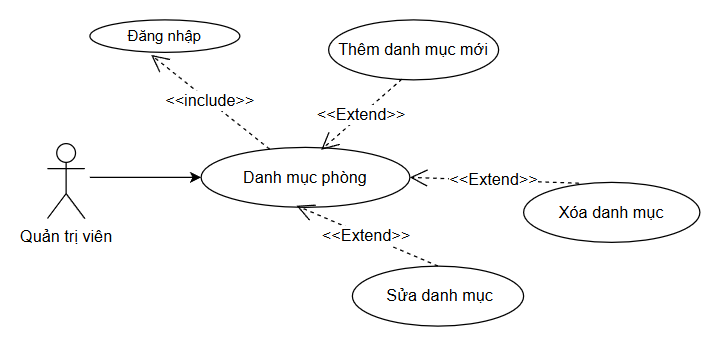 Đăng nhập
Thêm danh mục mới
<<include>>
<<Extend>>
Danh mục phòng
<<Extend>>
Xóa danh mục
Quản trị viên
<<Extend>>
Sửa danh mục